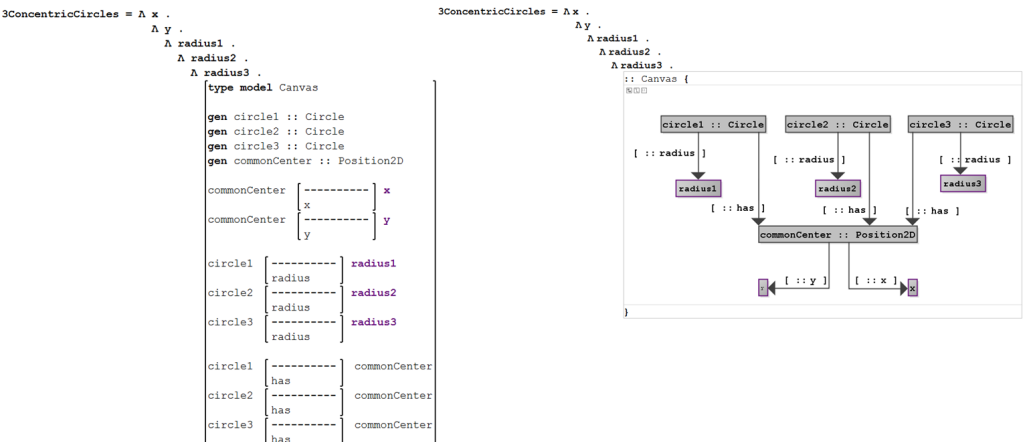 3ConcentricCircles = Λ x .
Λ y .
Λ radius1 .
Λ radius2 .
Λ radius3 .
type model Canvas
gen circle1 :: Circle
gen circle2 :: Circle
gen circle3 :: Circle
gen commonCenter :: Position2D
commonCenter [---------- x] x
commonCenter [---------- y] y
circle1 [---------- radius] radius1
circle2 [---------- radius] radius2
circle3 [---------- radius] radius3
circle1 [---------- has] commonCenter
circle2 [---------- has] commonCenter
circle3 [---------- has] commonCenter
3ConcentricCircles = Λ x .
Λ y .
Λ radius1 .
Λ radius2 .
Λ radius3 .
:: Canvas {
circle1 :: Circle
circle2 :: Circle
circle3 :: Circle
[ :: radius ]
[ :: radius ]
[ :: radius ]
radius1
radius2
radius3
[ :: has ]
[ :: has ]
[ :: has ]
commonCenter :: Position2D
[ :: y ]
[ :: x ]
x
}